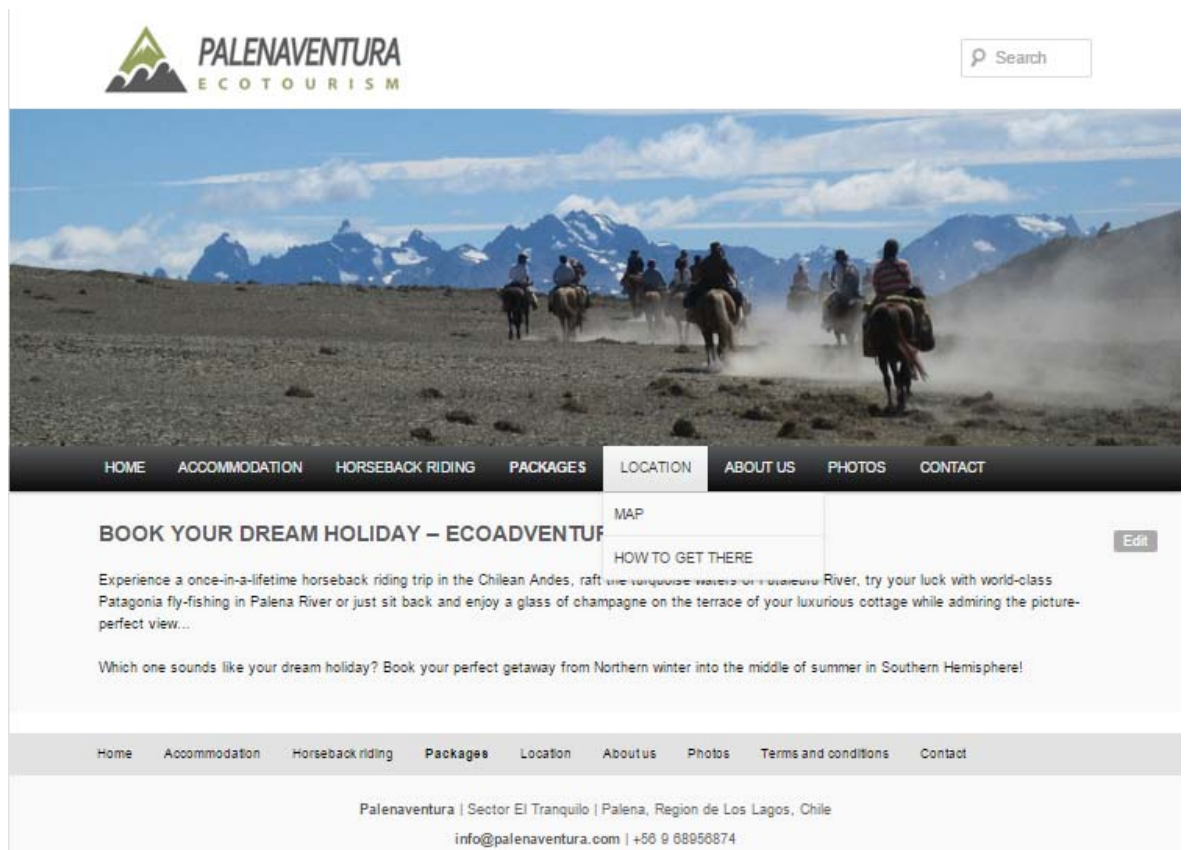 PALENAVENTURA
ECOTOURISM
Search
HOME ACCOMMODATION HORSEBACK RIDING PACKAGES LOCATION ABOUT US PHOTOS CONTACT
MAP
HOW TO GET THERE
BOOK YOUR DREAM HOLIDAY – ECOADVENTUR
Edit
Experience a once-in-a-lifetime horseback riding trip in the Chilean Andes, raft the turquoise waters of Futaleufu River, try your luck with world-class
Patagonia fly-fishing in Palena River or just sit back and enjoy a glass of champagne on the terrace of your luxurious cottage while admiring the picture-
perfect view...
Which one sounds like your dream holiday? Book your perfect getaway from Northern winter into the middle of summer in Southern Hemisphere!
Home Accommodation Horseback riding Packages Location About us Photos Terms and conditions Contact
Palenaventura | Sector El Tranquilo | Palena, Region de Los Lagos, Chile
info@palenaventura.com | +56 9 68956874